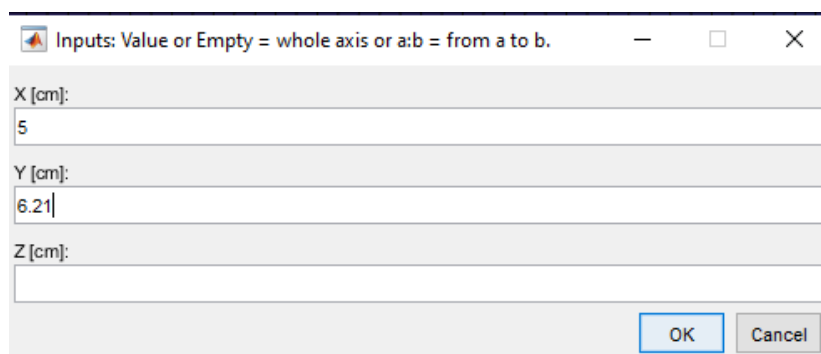 Inputs: Value or Empty = whole axis or a:b = from a to b.
X [cm]:
5
Y [cm]:
6.21
Z [cm]:
OK Cancel